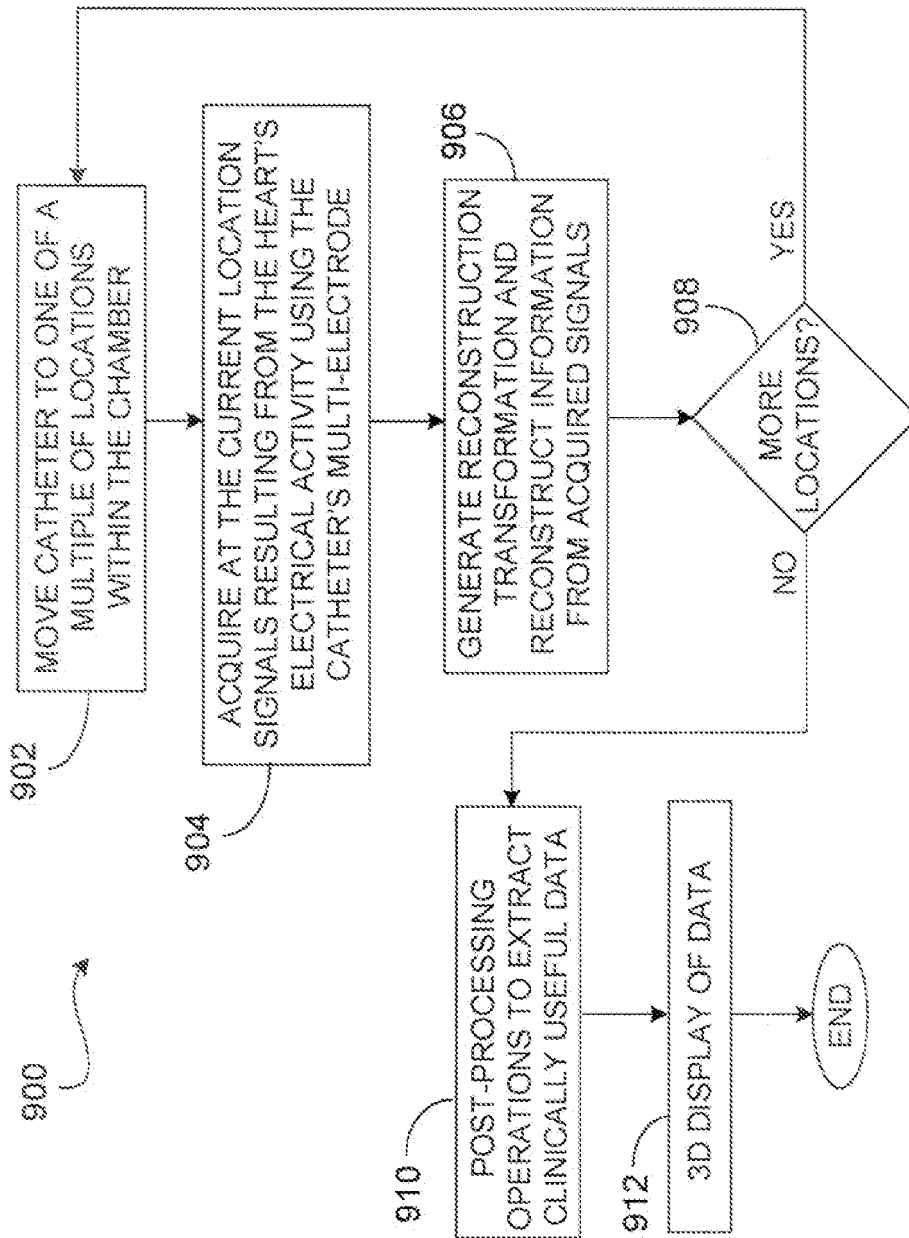 900
902
MOVE CATHETER TO ONE OF A
MULTIPLE OF LOCATIONS
WITHIN THE CHAMBER
904
ACQUIRE AT THE CURRENT LOCATION
SIGNALS RESULTING FROM THE HEART'S
ELECTRICAL ACTIVITY USING THE
CATHETER'S MULTI-ELECTRODE
906
GENERATE RECONSTRUCTION
TRANSFORMATION AND
RECONSTRUCT INFORMATION
FROM ACQUIRED SIGNALS
908
MORE
LOCATIONS?
NO
YES
910
POST-PROCESSING
OPERATIONS TO EXTRACT
CLINICALLY USEFUL DATA
912
3D DISPLAY OF DATA
END